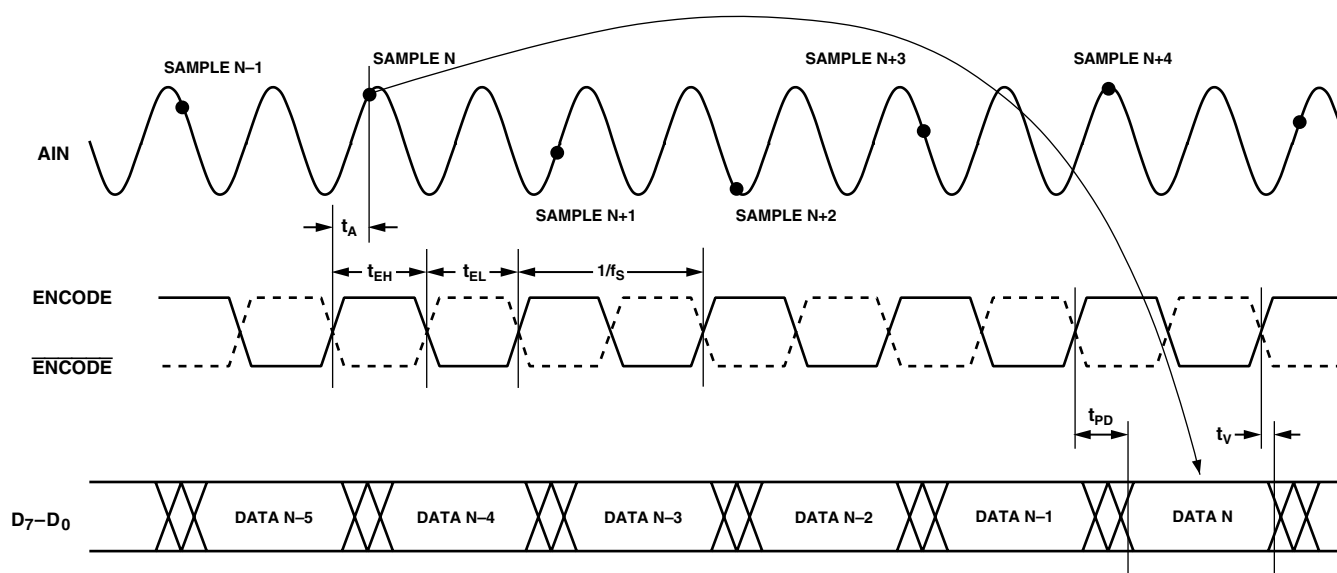 SAMPLE N–1
SAMPLE N
SAMPLE N+3
SAMPLE N+4
AIN
SAMPLE N+1
SAMPLE N+2
tA
tEH
tEL
1/fS
ENCODE
ENCODE
tPD
tV
D7–D0
DATA N–5
DATA N–4
DATA N–3
DATA N–2
DATA N–1
DATA N